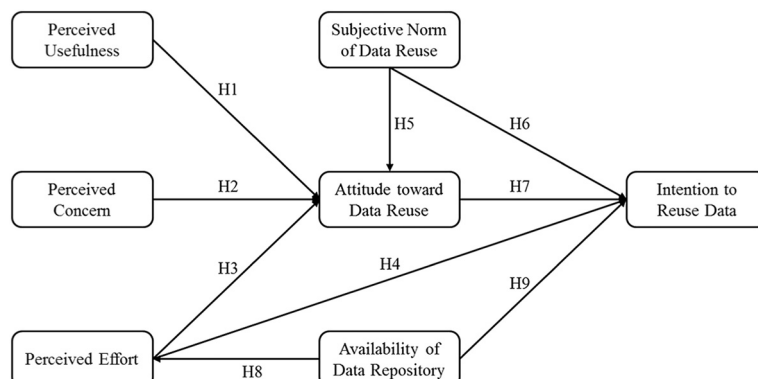 Perceived
Usefulness
Subjective Norm
of Data Reuse
H1
H5
H6
Perceived
Concern
H2
Attitude toward
Data Reuse
H7
Intention to
Reuse Data
H3
H4
H9
Perceived Effort
H8
Availability of
Data Repository